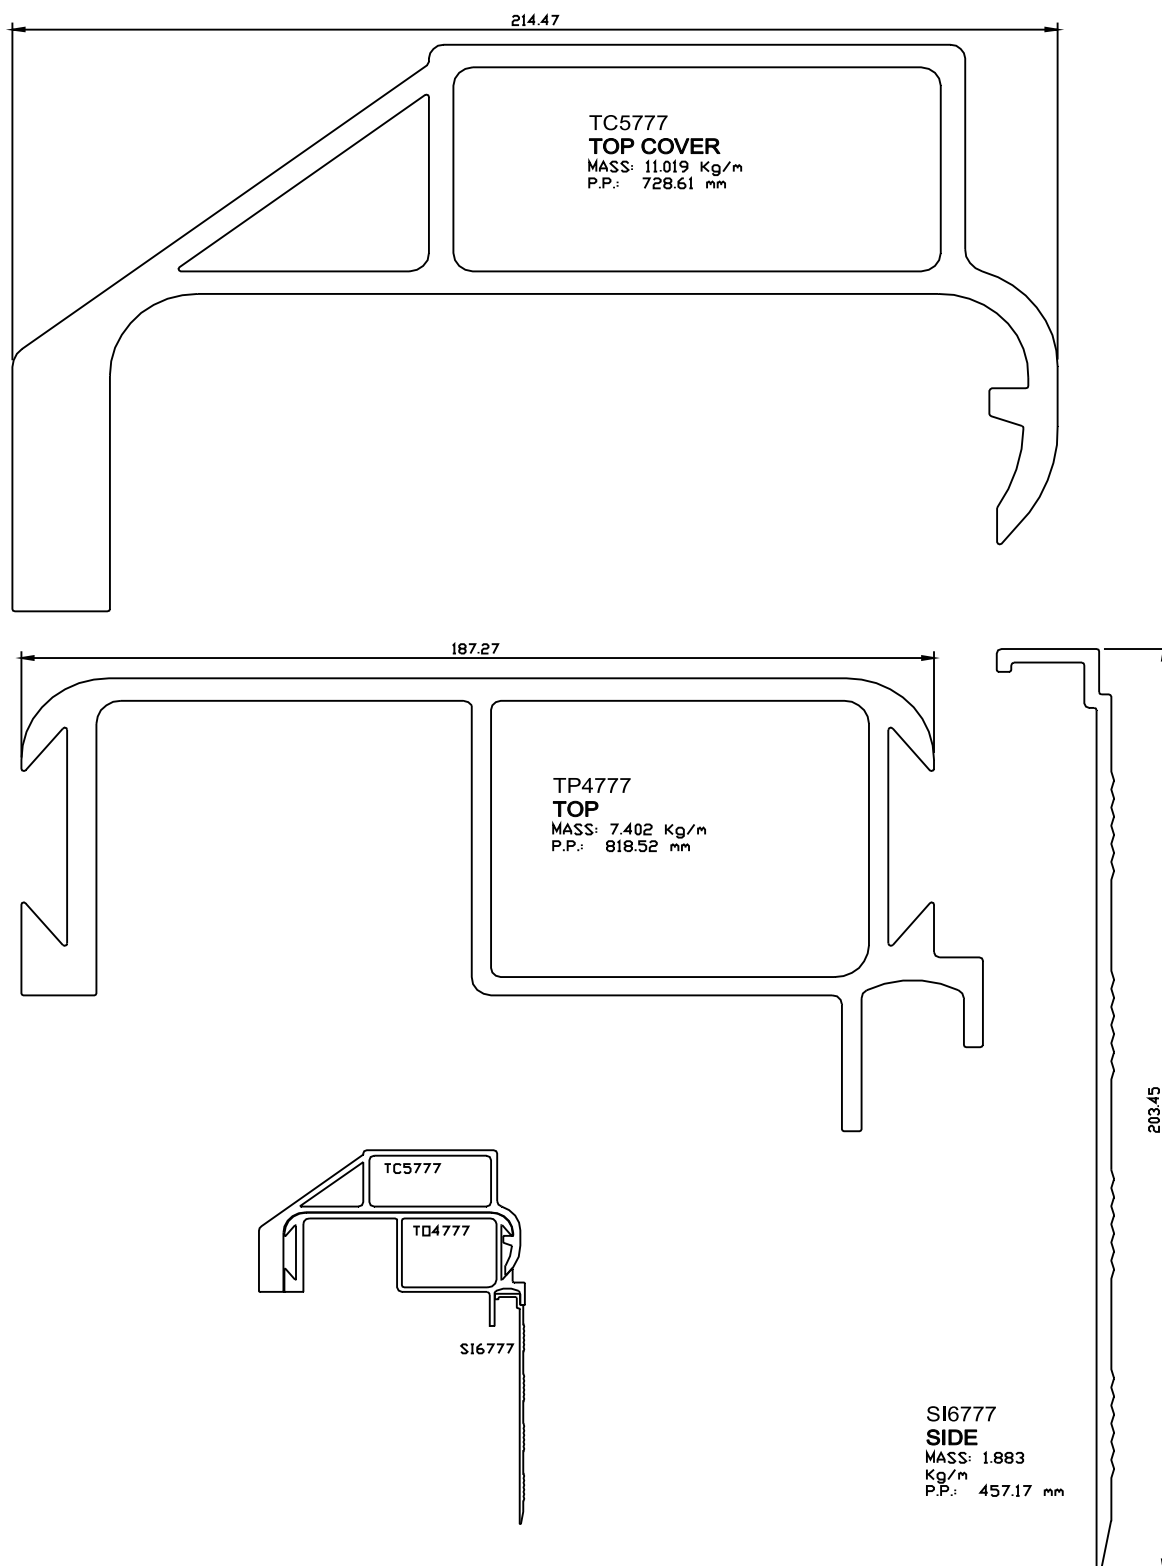 214.47
TC5777
TOP COVER
MASS: 11.019 Kg/m
P.P.: 728.61 mm
187.27
TP4777
TOP
MASS: 7.402 Kg/m
P.P.: 818.52 mm
203.45
TC5777
TO4777
SI6777
SI6777
SIDE
MASS: 1.883
Kg/m
P.P.: 457.17 mm